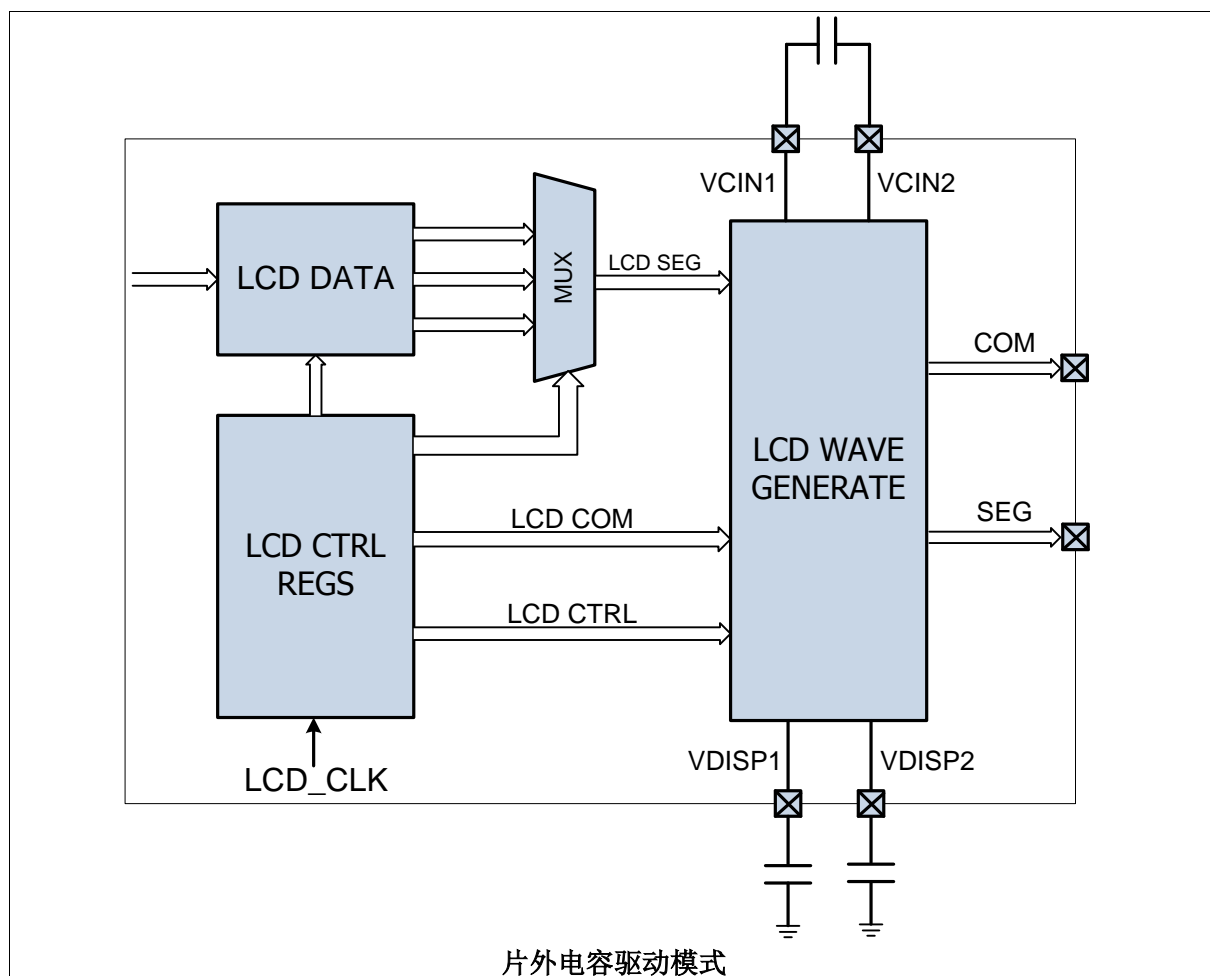 VCIN1
VCIN2
LCD DATA
MUX
LCD SEG
COM
LCD WAVE
GENERATE
SEG
LCD COM
LCD CTRL
REGS
LCD CTRL
VDISP1
VDISP2
LCD_CLK
片外电容驱动模式